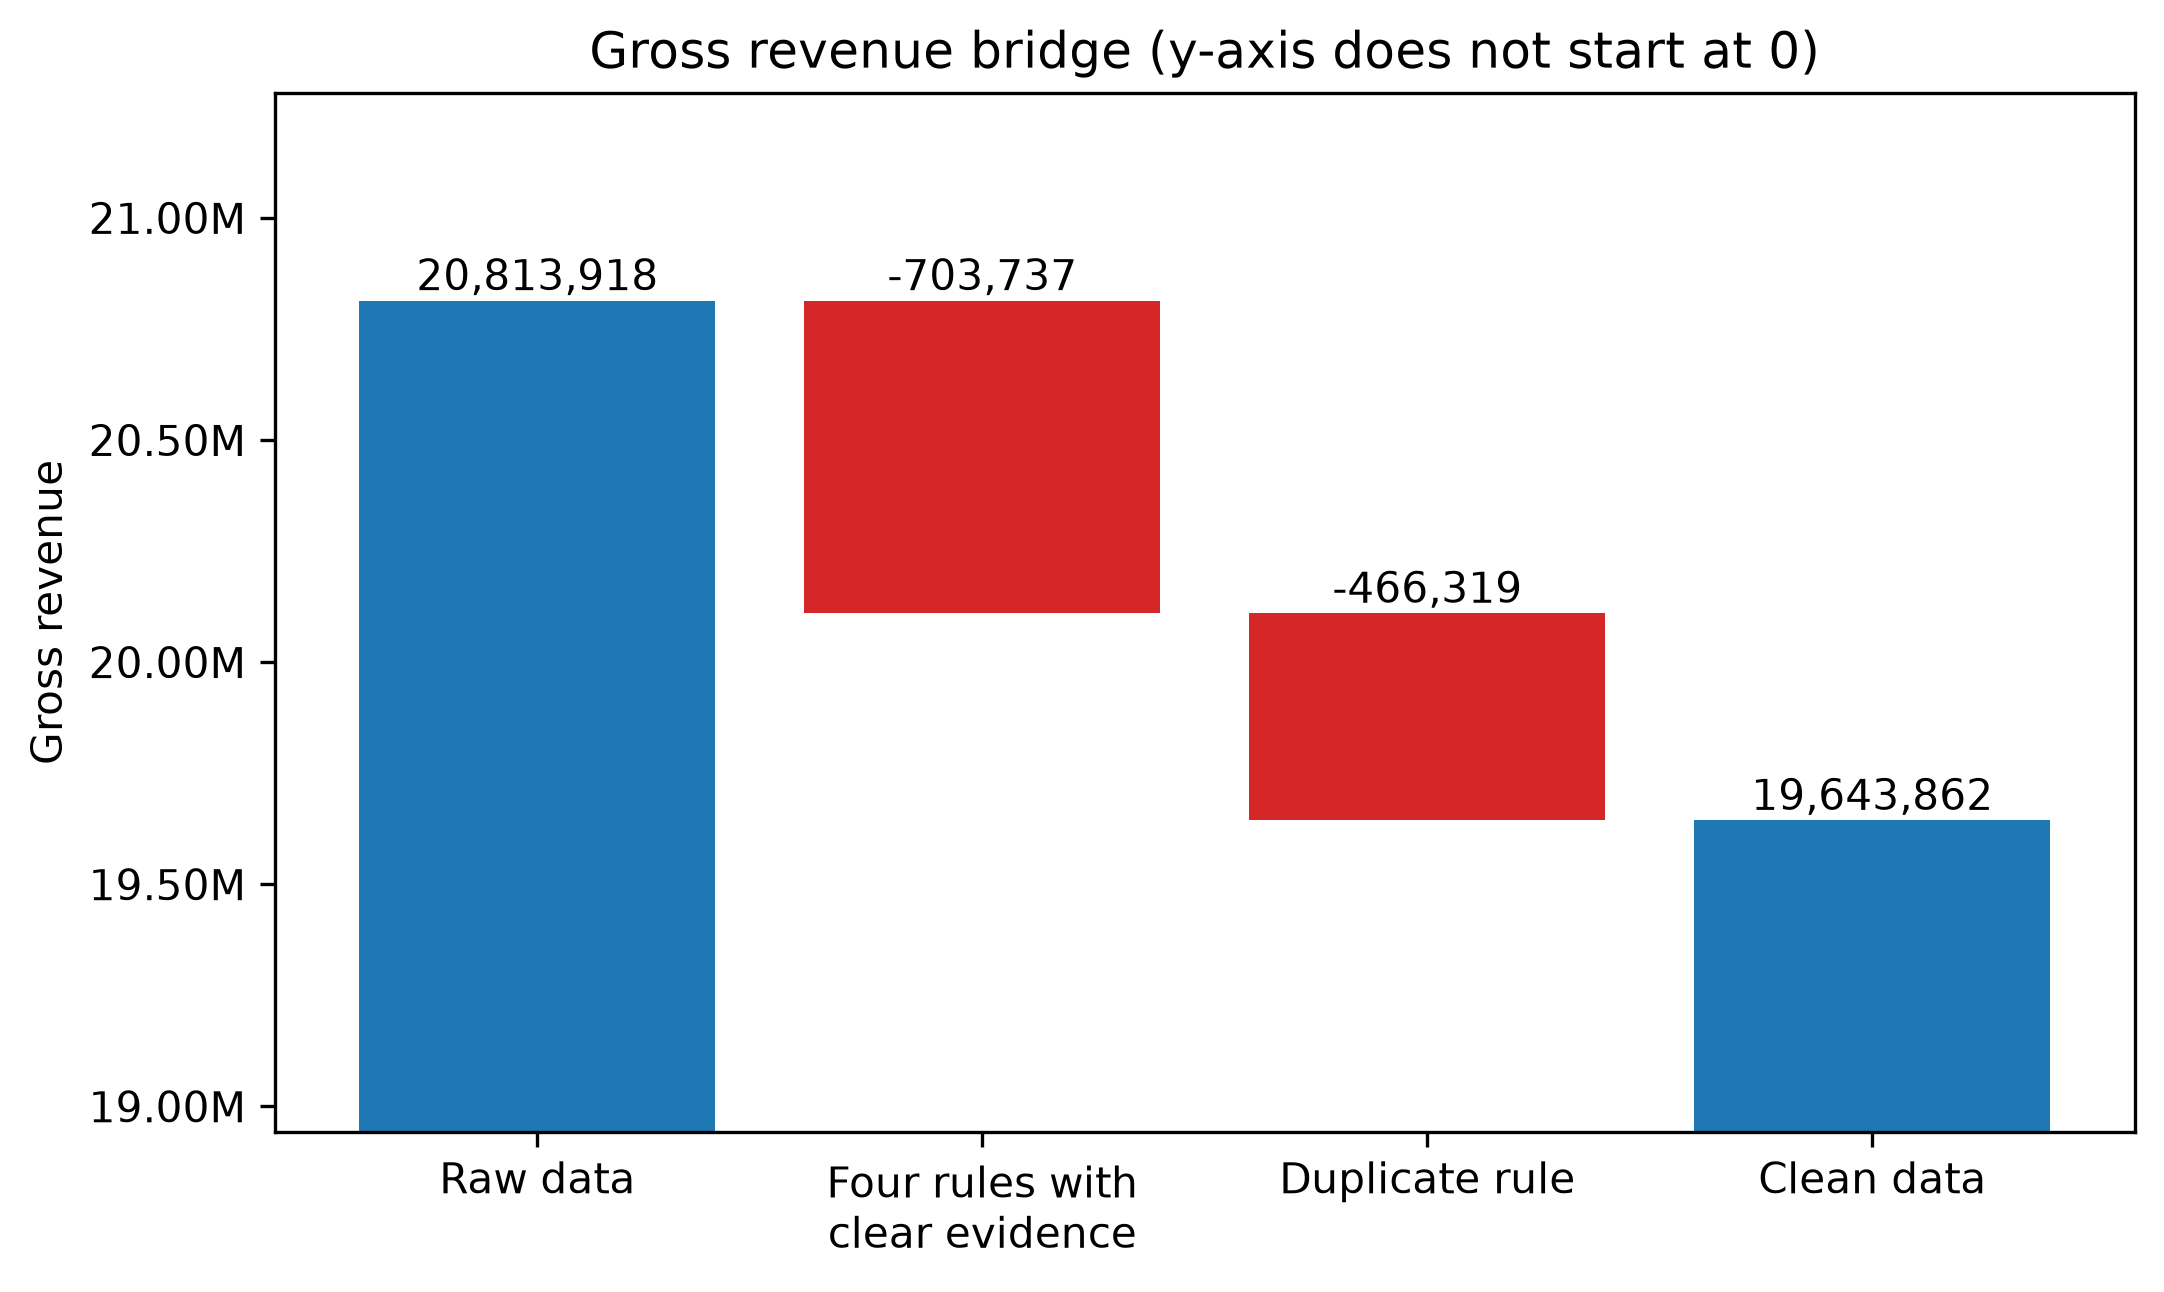 Gross revenue bridge (y-axis does not start at 0)
Gross revenue
21.00M
20.50M
20.00M
19.50M
19.00M
20,813,918
-703,737
-466,319
19,643,862
Raw data
Four rules with
clear evidence
Duplicate rule
Clean data